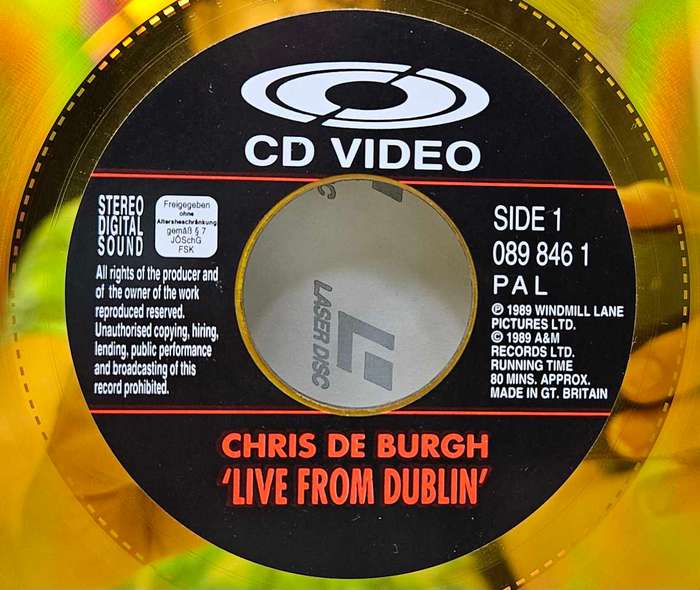 CD VIDEO
STEREO
DIGITAL
SOUND
Freigegeben
ohne
Altersbeschränkung
gemäß § 7
JÖSchG
FSK
All rights of the producer and
of the owner of the work
reproduced reserved.
Unauthorised copying, hiring,
lending, public performance
and broadcasting of this
record prohibited.
LASER DISC
SIDE 1
089 846 1
PAL
℗ 1989 WINDMILL LANE
PICTURES LTD.
© 1989 A&M
RECORDS LTD.
RUNNING TIME
80 MINS. APPROX.
MADE IN GT. BRITAIN
CHRIS DE BURGH
'LIVE FROM DUBLIN'